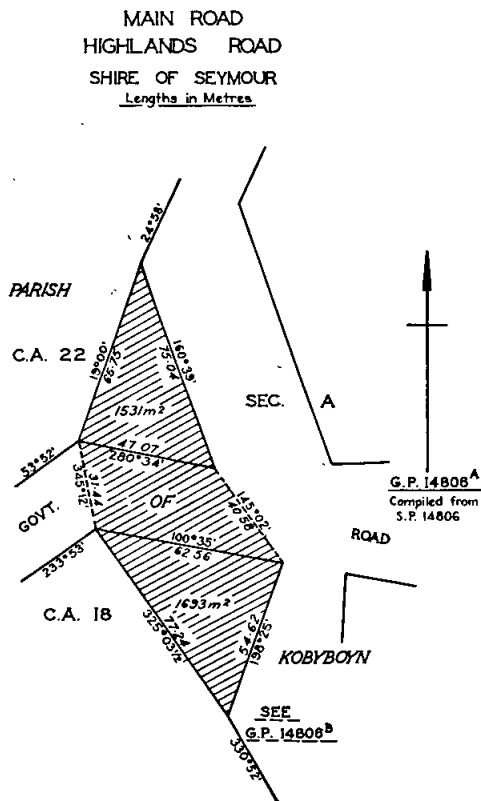 MAIN ROAD
HIGHLANDS ROAD
SHIRE OF SEYMOUR
Lengths in Metres
24°58'
PARISH
C.A. 22
19°00'
66.75
160°39'
75.04
1531m²
SEC. A
53°52'
47.07
280°34'
GOVT.
31.44
345°12'
OF
145°02'
40.58
ROAD
G.P. 14808ᴬ
Compiled from
S.P. 14806
233°53'
100°35'
62.56
C.A. 18
1693m²
77.24
325°03½'
54.62
198°25'
KOBYBOYN
SEE
G.P. 14808ᴮ
330°52'